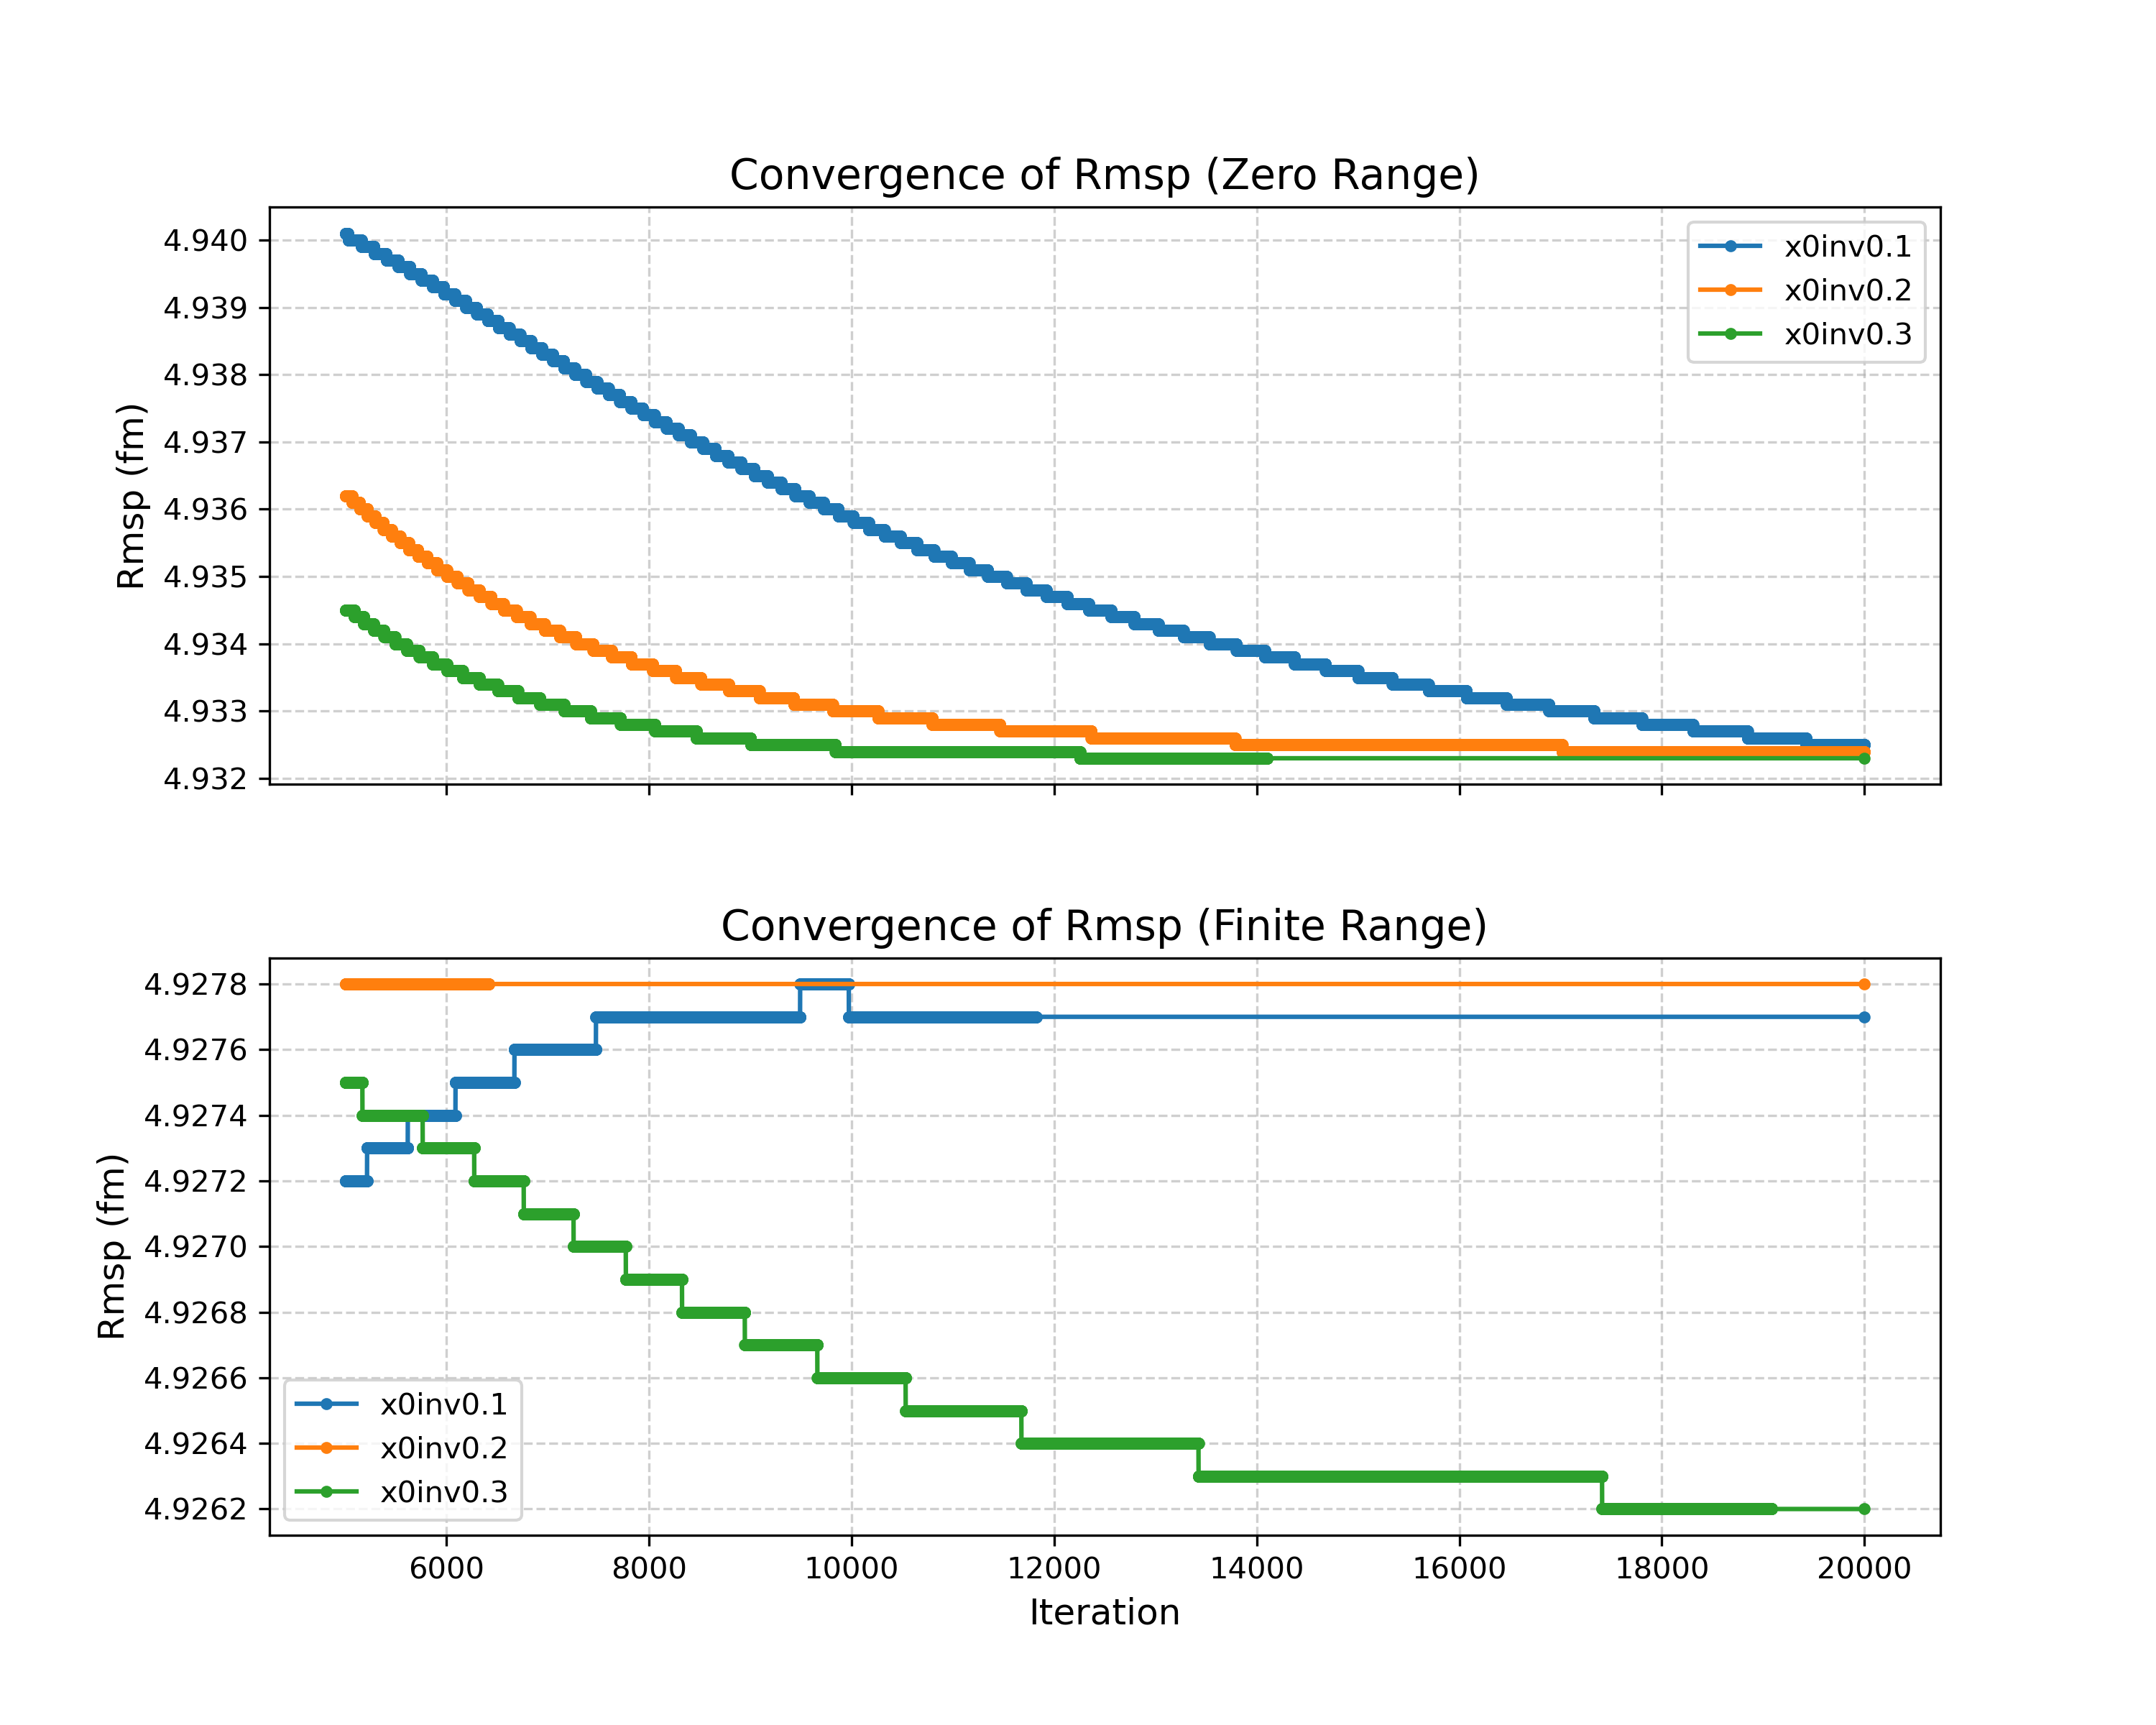 Convergence of Rmsp (Zero Range)
Rmsp (fm)
4.940
4.939
4.938
4.937
4.936
4.935
4.934
4.933
4.932
x0inv0.1
x0inv0.2
x0inv0.3
Convergence of Rmsp (Finite Range)
Rmsp (fm)
4.9278
4.9276
4.9274
4.9272
4.9270
4.9268
4.9266
4.9264
4.9262
x0inv0.1
x0inv0.2
x0inv0.3
6000 8000 10000 12000 14000 16000 18000 20000
Iteration